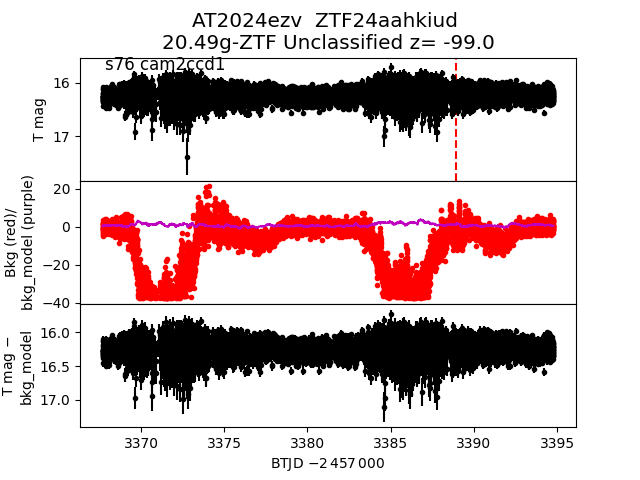 AT2024ezv  ZTF24aahkiud
20.49g-ZTF Unclassified z= -99.0
s76 cam2ccd1
T mag
16
17
Bkg (red)/
bkg_model (purple)
20
0
−20
−40
T mag −
bkg_model
16.0
16.5
17.0
3370 3375 3380 3385 3390 3395
BTJD −2 457 000